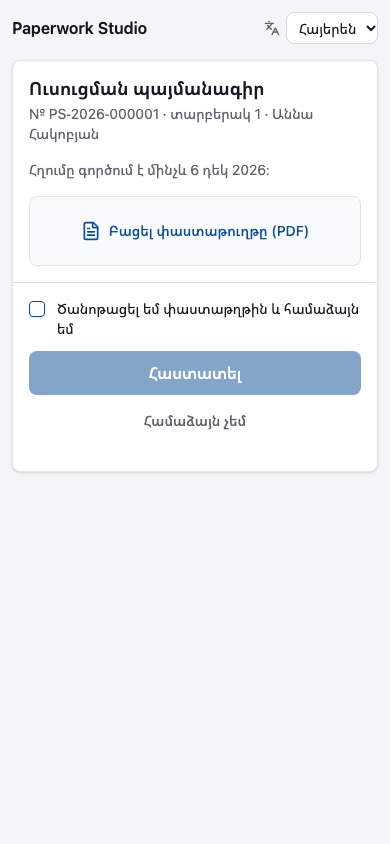 Paperwork Studio
Հայերեն
Ուսուցման պայմանագիր
№ PS-2026-000001 · տարբերակ 1 · Աննա
Հակոբյան
Հղումը գործում է մինչև 6 դեկ 2026:
Բացել փաստաթուղթը (PDF)
Ծանոթացել եմ փաստաթղթին և համաձայն
եմ
Հաստատել
Համաձայն չեմ